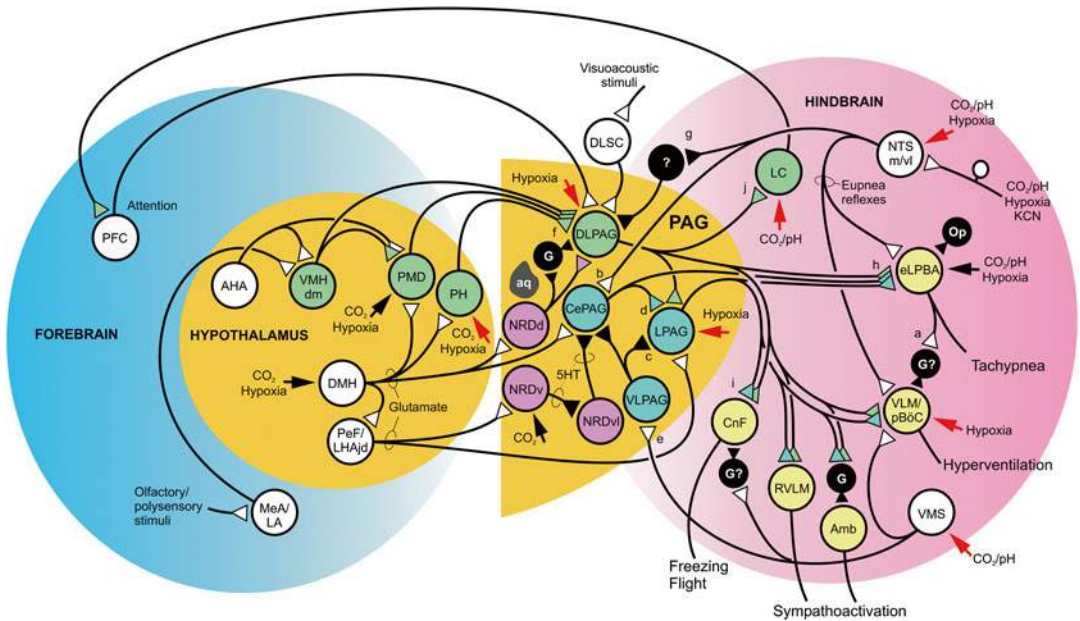 Visuoacoustic
stimuli
HINDBRAIN
CO2/pH
Hypoxia
DLSC
g
?
NTS
m/vl
LC
Eupnea
reflexes
CO2/pH
Hypoxia
KCN
Hypoxia
j
Attention
PFC
PAG
CO2/pH
f
DLPAG
Op
h
eLPBA
CO2/pH
Hypoxia
G
AHA
VMH
dm
PMD
PH
aq
b
CePAG
d
LPAG
Hypoxia
CO2
Hypoxia
CO2
Hypoxia
FOREBRAIN
HYPOTHALAMUS
NRDd
c
a
Tachypnea
5HT
G?
CO2
Hypoxia
DMH
NRDv
VLPAG
i
VLM/
pBöC
Glutamate
NRDvl
CnF
Hypoxia
CO2
PeF/
LHAjd
e
Hyperventilation
G?
G
RVLM
Olfactory/
polysensory
stimuli
MeA/
LA
Amb
VMS
Freezing
Flight
CO2/pH
Sympathoactivation